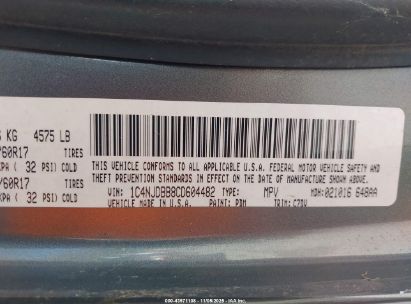 KG 4575 LB
/60R17 TIRES
KPA ( 32 PSI) COLD
/60R17 TIRES
KPA ( 32 PSI) COLD
THIS VEHICLE CONFORMS TO ALL APPLICABLE U.S.A. FEDERAL MOTOR VEHICLE SAFETY AND
THEFT PREVENTION STANDARDS IN EFFECT ON THE DATE OF MANUFACTURE SHOWN ABOVE.
VIN: 1C4NJDBB8CD604482 TYPE: MPV MDH: 021016 648AA
VEHICLE MADE IN U.S.A. PAINT: PDM TRIM: C7DV